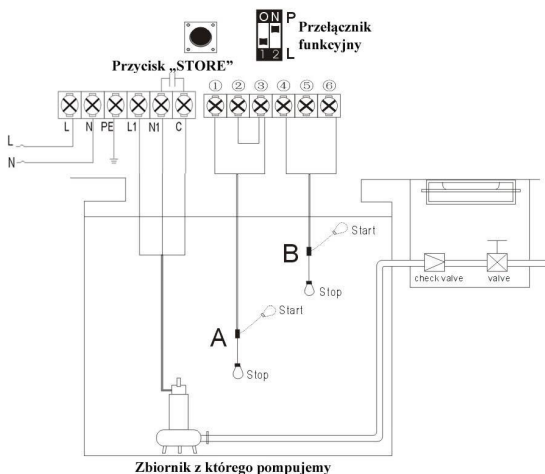 ON P
1 2 L
Przełącznik
funkcyjny
Przycisk „STORE”
① ② ③ ④ ⑤ ⑥
L N PE L1 N1 C
L
N
B
Start
Stop
A
Start
Stop
check valve
valve
Zbiornik z którego pompujemy